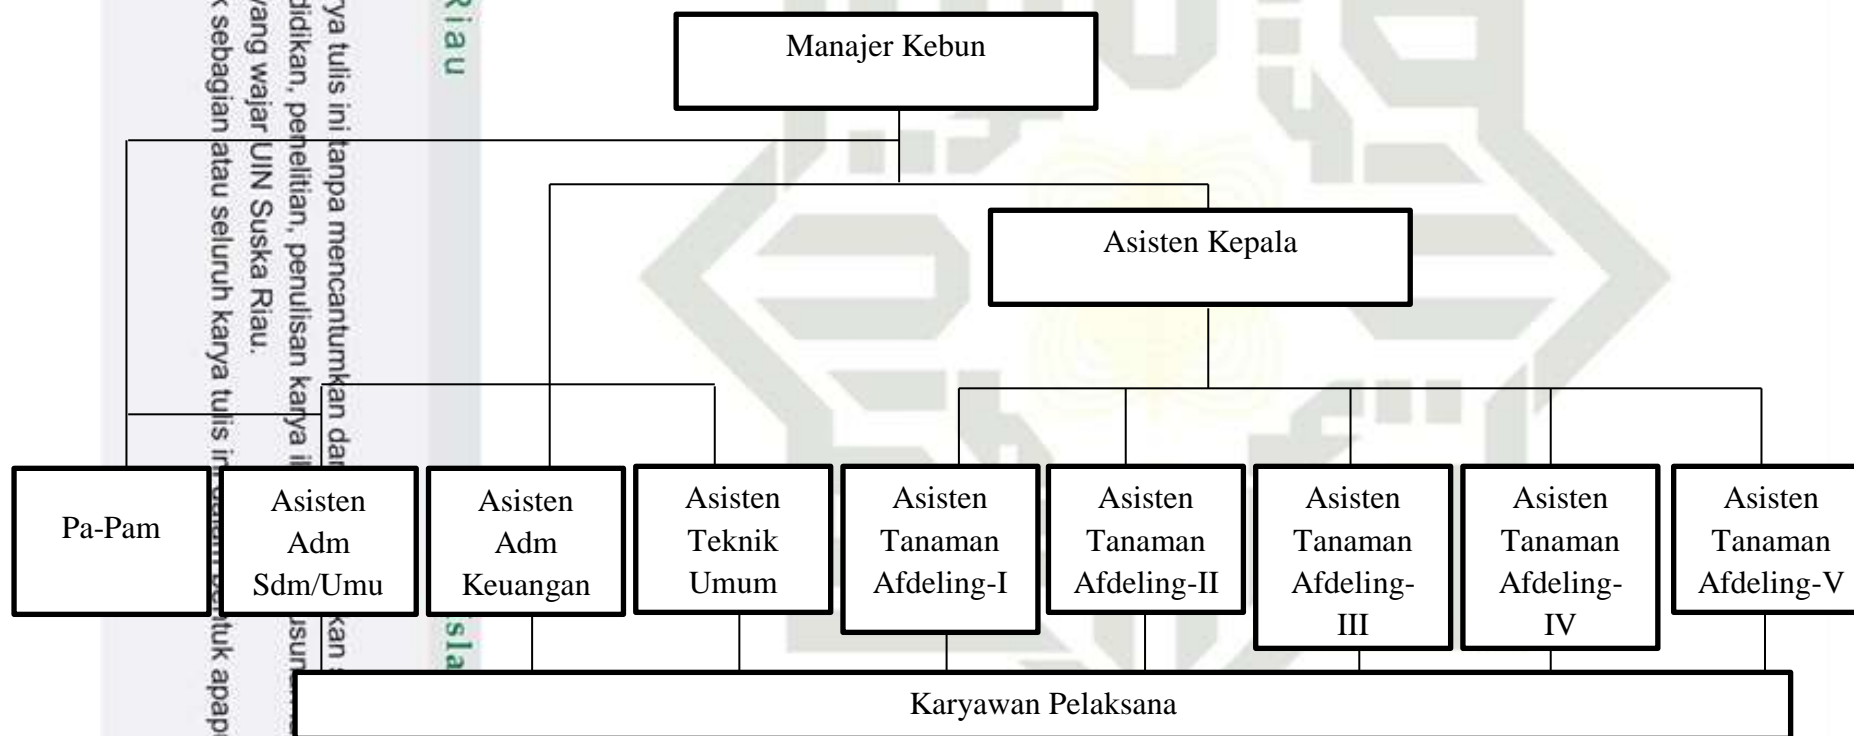 Riau
rya tulis ini tanpa mencantumkan dan
didikan, penelitian, penulisan karya
yang wajar UIN Suska Riau.
k sebagian atau seluruh karya tulis
Manajer Kebun
Asisten Kepala
Pa-Pam
Asisten
Adm
Sdm/Umu
Asisten
Adm
Keuangan
Asisten
Teknik
Umum
Asisten
Tanaman
Afdeling-I
Asisten
Tanaman
Afdeling-II
Asisten
Tanaman
Afdeling-
III
Asisten
Tanaman
Afdeling-
IV
Asisten
Tanaman
Afdeling-V
Karyawan Pelaksana